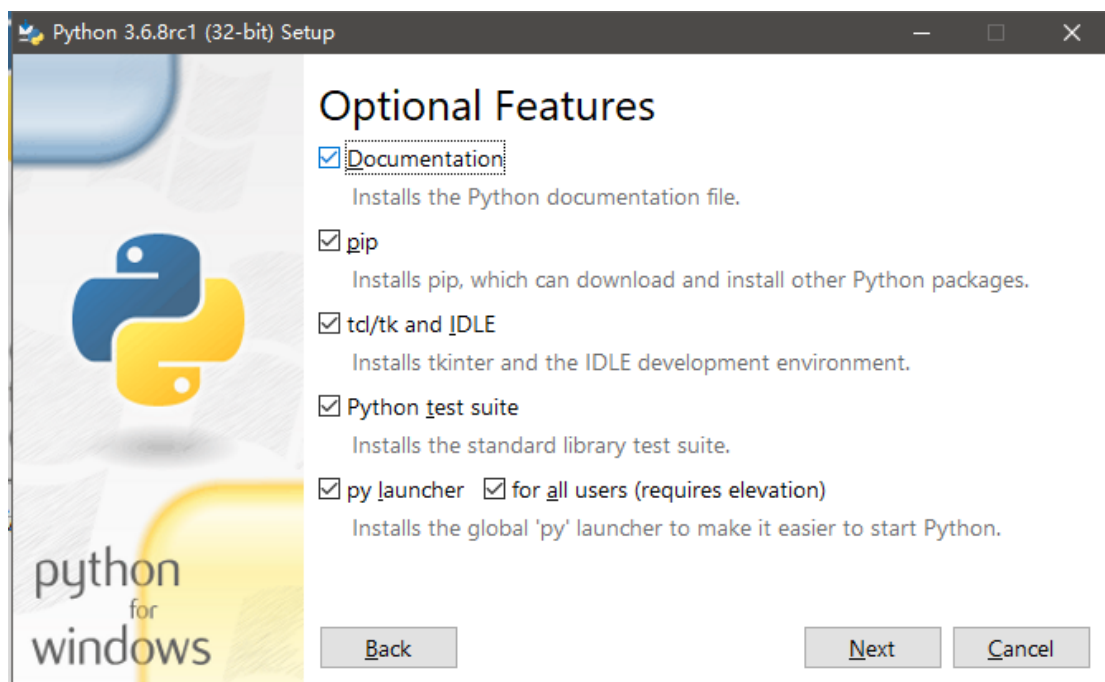 Python 3.6.8rc1 (32-bit) Setup
Optional Features
Documentation
Installs the Python documentation file.
pip
Installs pip, which can download and install other Python packages.
tcl/tk and IDLE
Installs tkinter and the IDLE development environment.
Python test suite
Installs the standard library test suite.
py launcher for all users (requires elevation)
Installs the global 'py' launcher to make it easier to start Python.
python
for
windows
Back Next Cancel